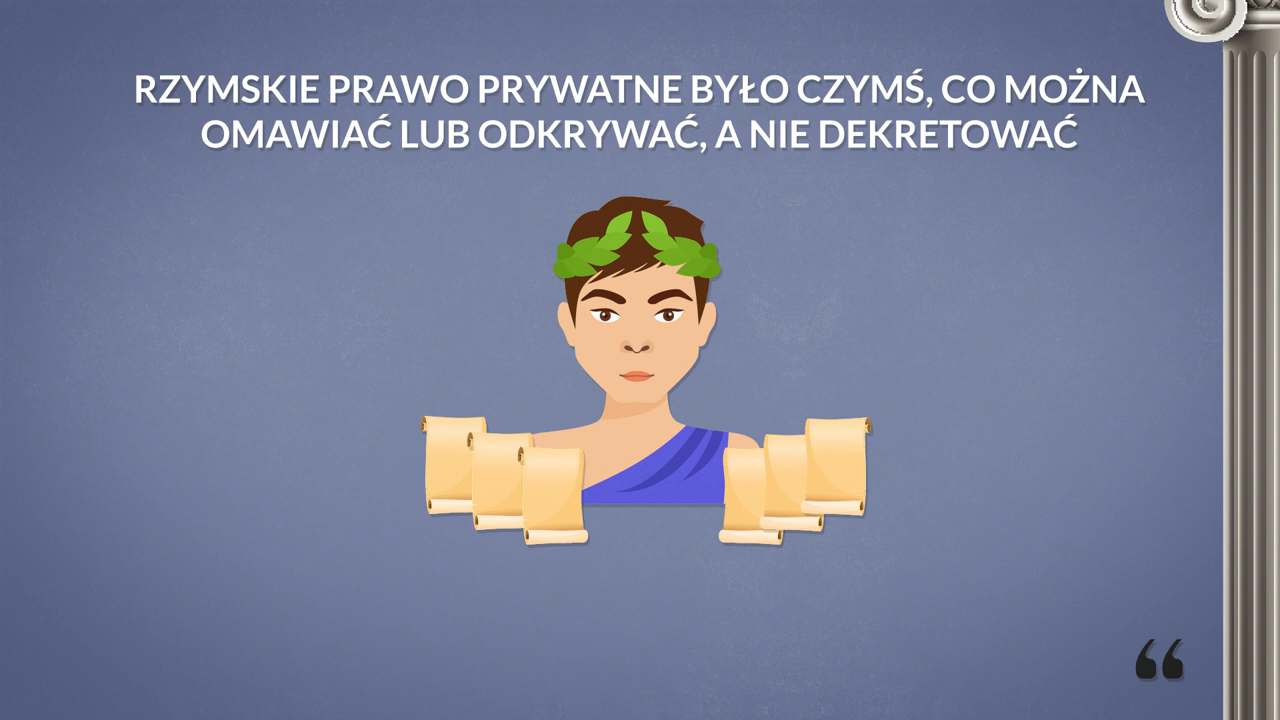 RZYMSKIE PRAWO PRYWATNE BYŁO CZYMŚ, CO MOŻNA
OMAWIAĆ LUB ODKRYWAĆ, A NIE DEKRETOWAĆ
“